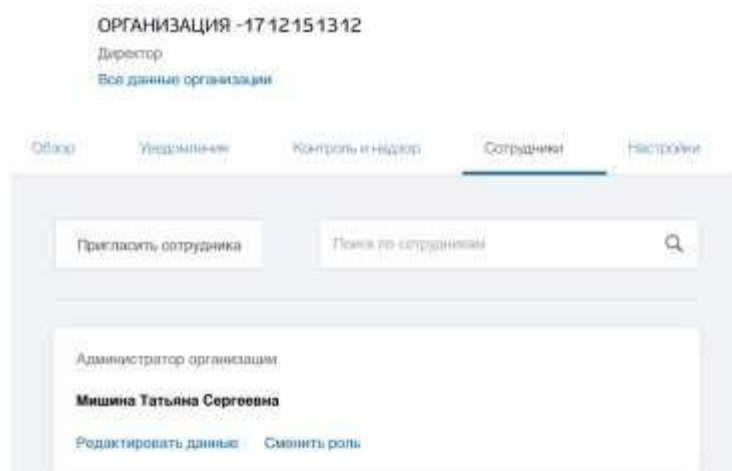 ОРГАНИЗАЦИЯ -1712151312
Директор
Все данные организации
Обзор Уведомления Контроль и надзор Сотрудники Настройки
Пригласить сотрудника Поиск по сотрудникам
Администратор организации
Мишина Татьяна Сергеевна
Редактировать данные Сменить роль